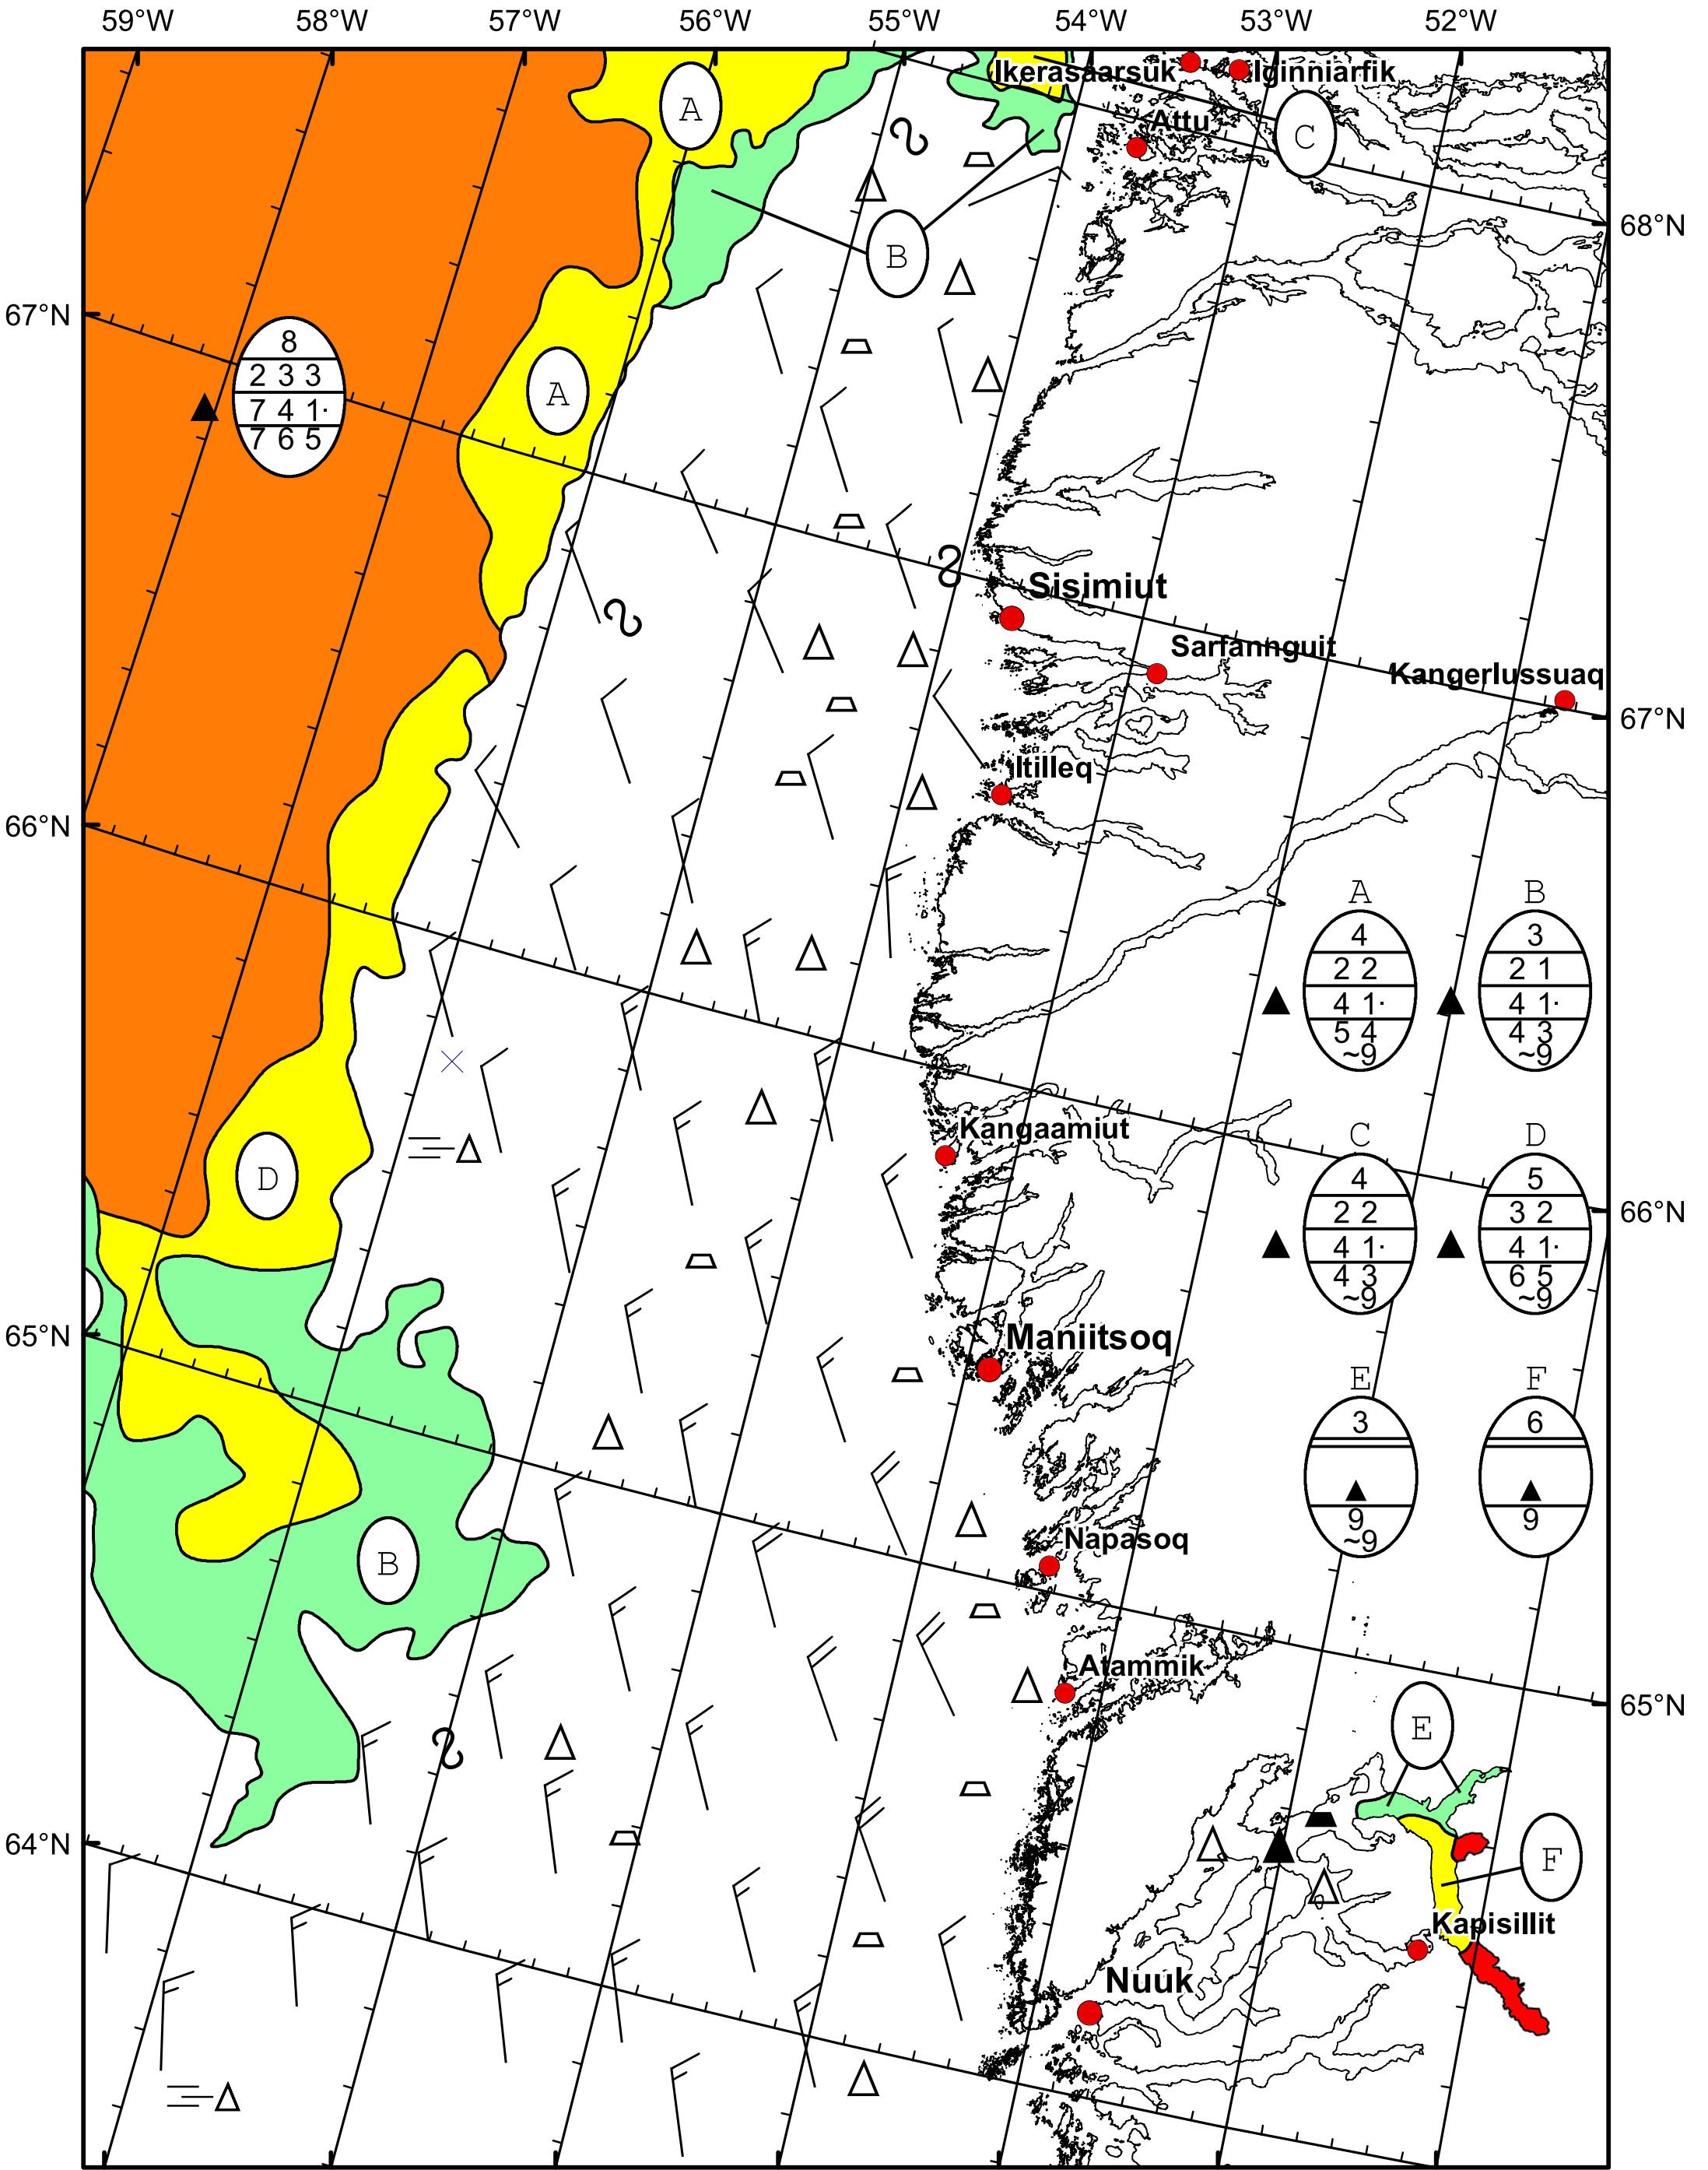 59°W 58°W 57°W 56°W 55°W 54°W 53°W 52°W
Ikerasaarsuk Iginniarfik
A
Attu
C
68°N
B
67°N
8
2 3 3
7 4 1·
7 6 5
A
Sisimiut
Sarfannguit
Kangerlussuaq
67°N
Itilleq
66°N
A B
4 3
2 2 2 1
4 1· 4 1·
5 4 4 3
~9 ~9
Kangaamiut
C D
D
4 5
2 2 3 2
66°N
4 1· 4 1·
4 3 6 5
~9 ~9
65°N
Maniitsoq
E F
3 6
9 9
~9
Napasoq
B
Atammik
65°N
E
64°N
F
Kapisillit
Nuuk